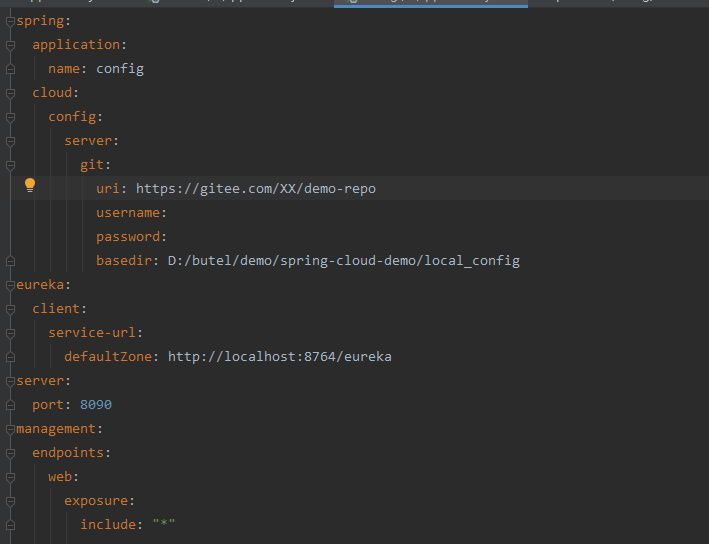 spring:
  application:
    name: config
  cloud:
    config:
      server:
        git:
          uri: https://gitee.com/XX/demo-repo
          username:
          password:
          basedir: D:/butel/demo/spring-cloud-demo/local_config
eureka:
  client:
    service-url:
      defaultZone: http://localhost:8764/eureka
server:
  port: 8090
management:
  endpoints:
    web:
      exposure:
        include: "*"